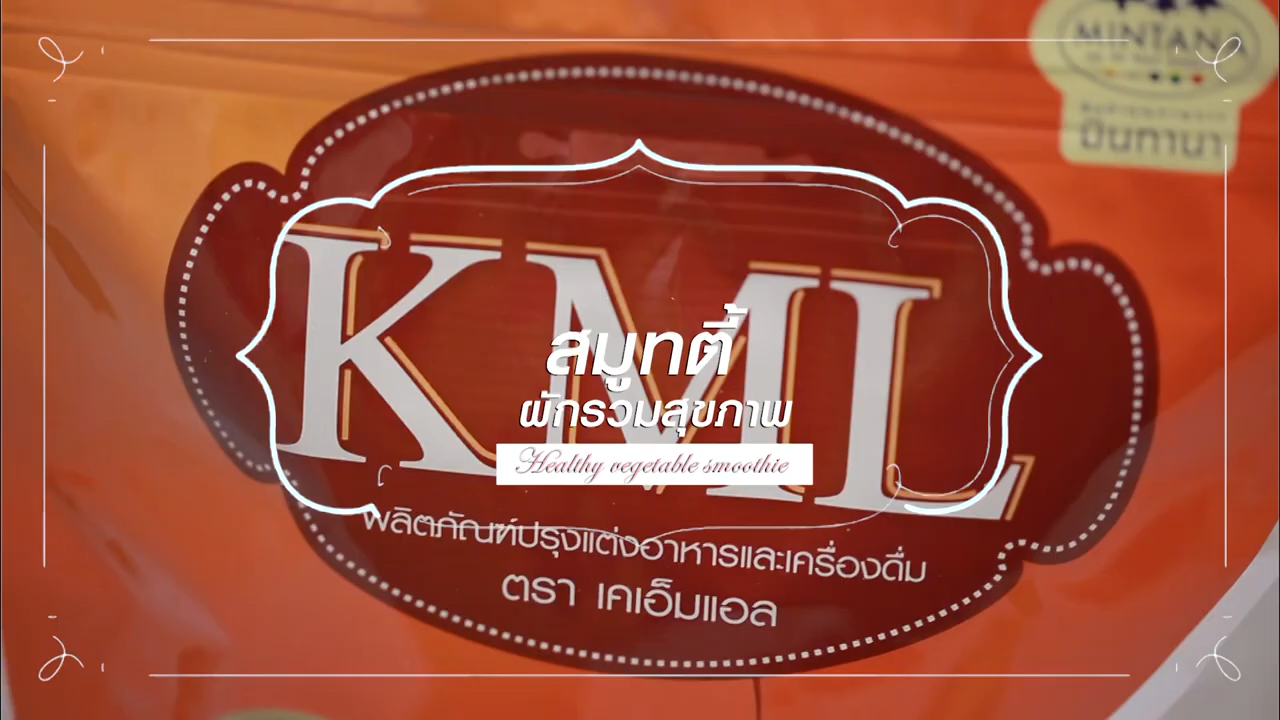 MINTANA
มินทานา
KML
สมูทตี้
ผักรวมสุขภาพ
Healthy vegetable smoothie
ผลิตภัณฑ์ปรุงแต่งอาหารและเครื่องดื่ม
ตรา เคเอ็มแอล